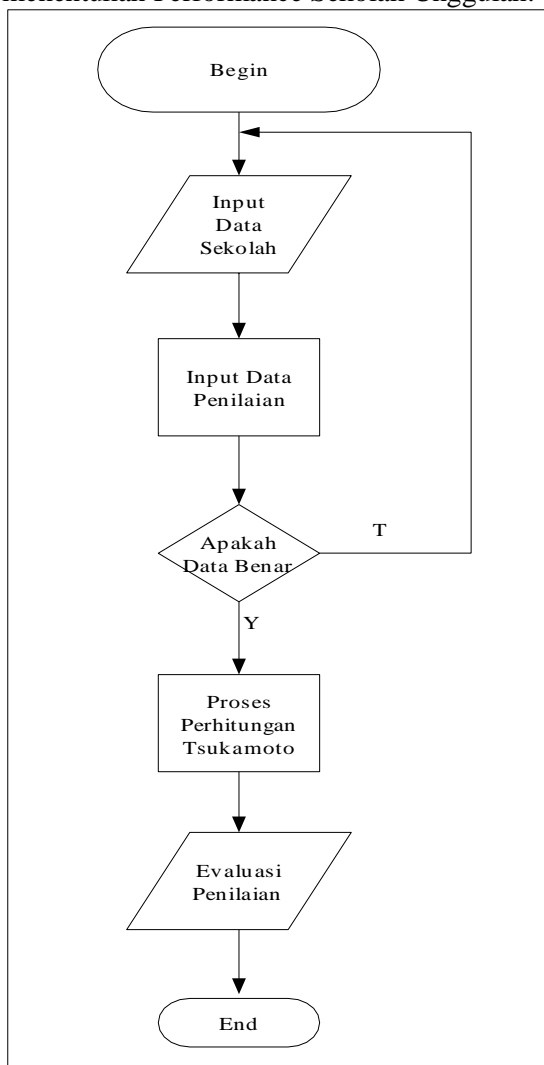 menentukan Performance Sekolah Unggulan.
Begin
Input
Data
Sekolah
Input Data
Penilaian
Apakah
Data Benar
T
Y
Proses
Perhitungan
Tsukamoto
Evaluasi
Penilaian
End